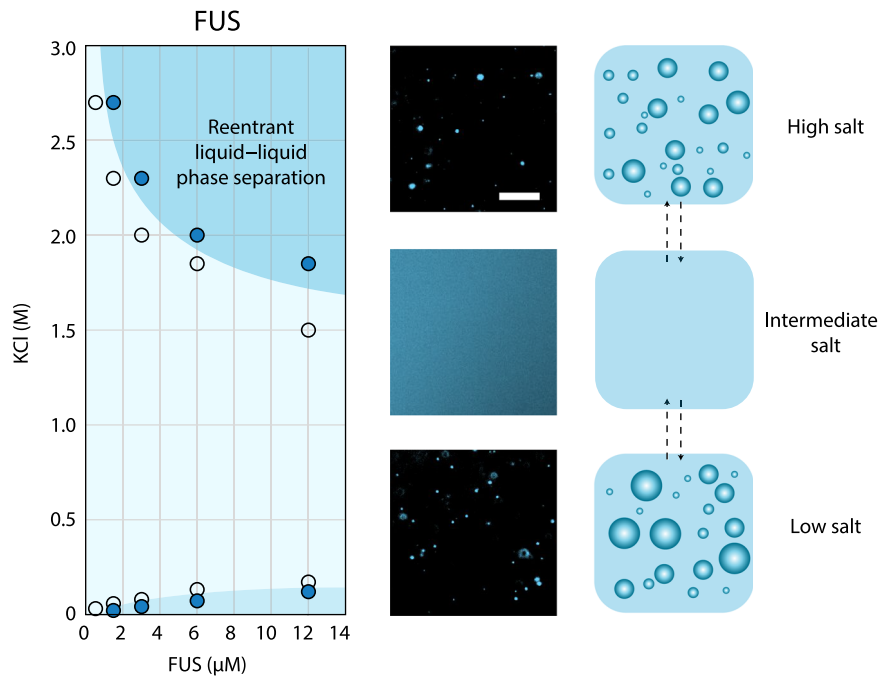 FUS
3.0
2.5
2.0
1.5
1.0
0.5
0
KCl (M)
Reentrant
liquid–liquid
phase separation
0 2 4 6 8 10 12 14
FUS (μM)
High salt
Intermediate
salt
Low salt